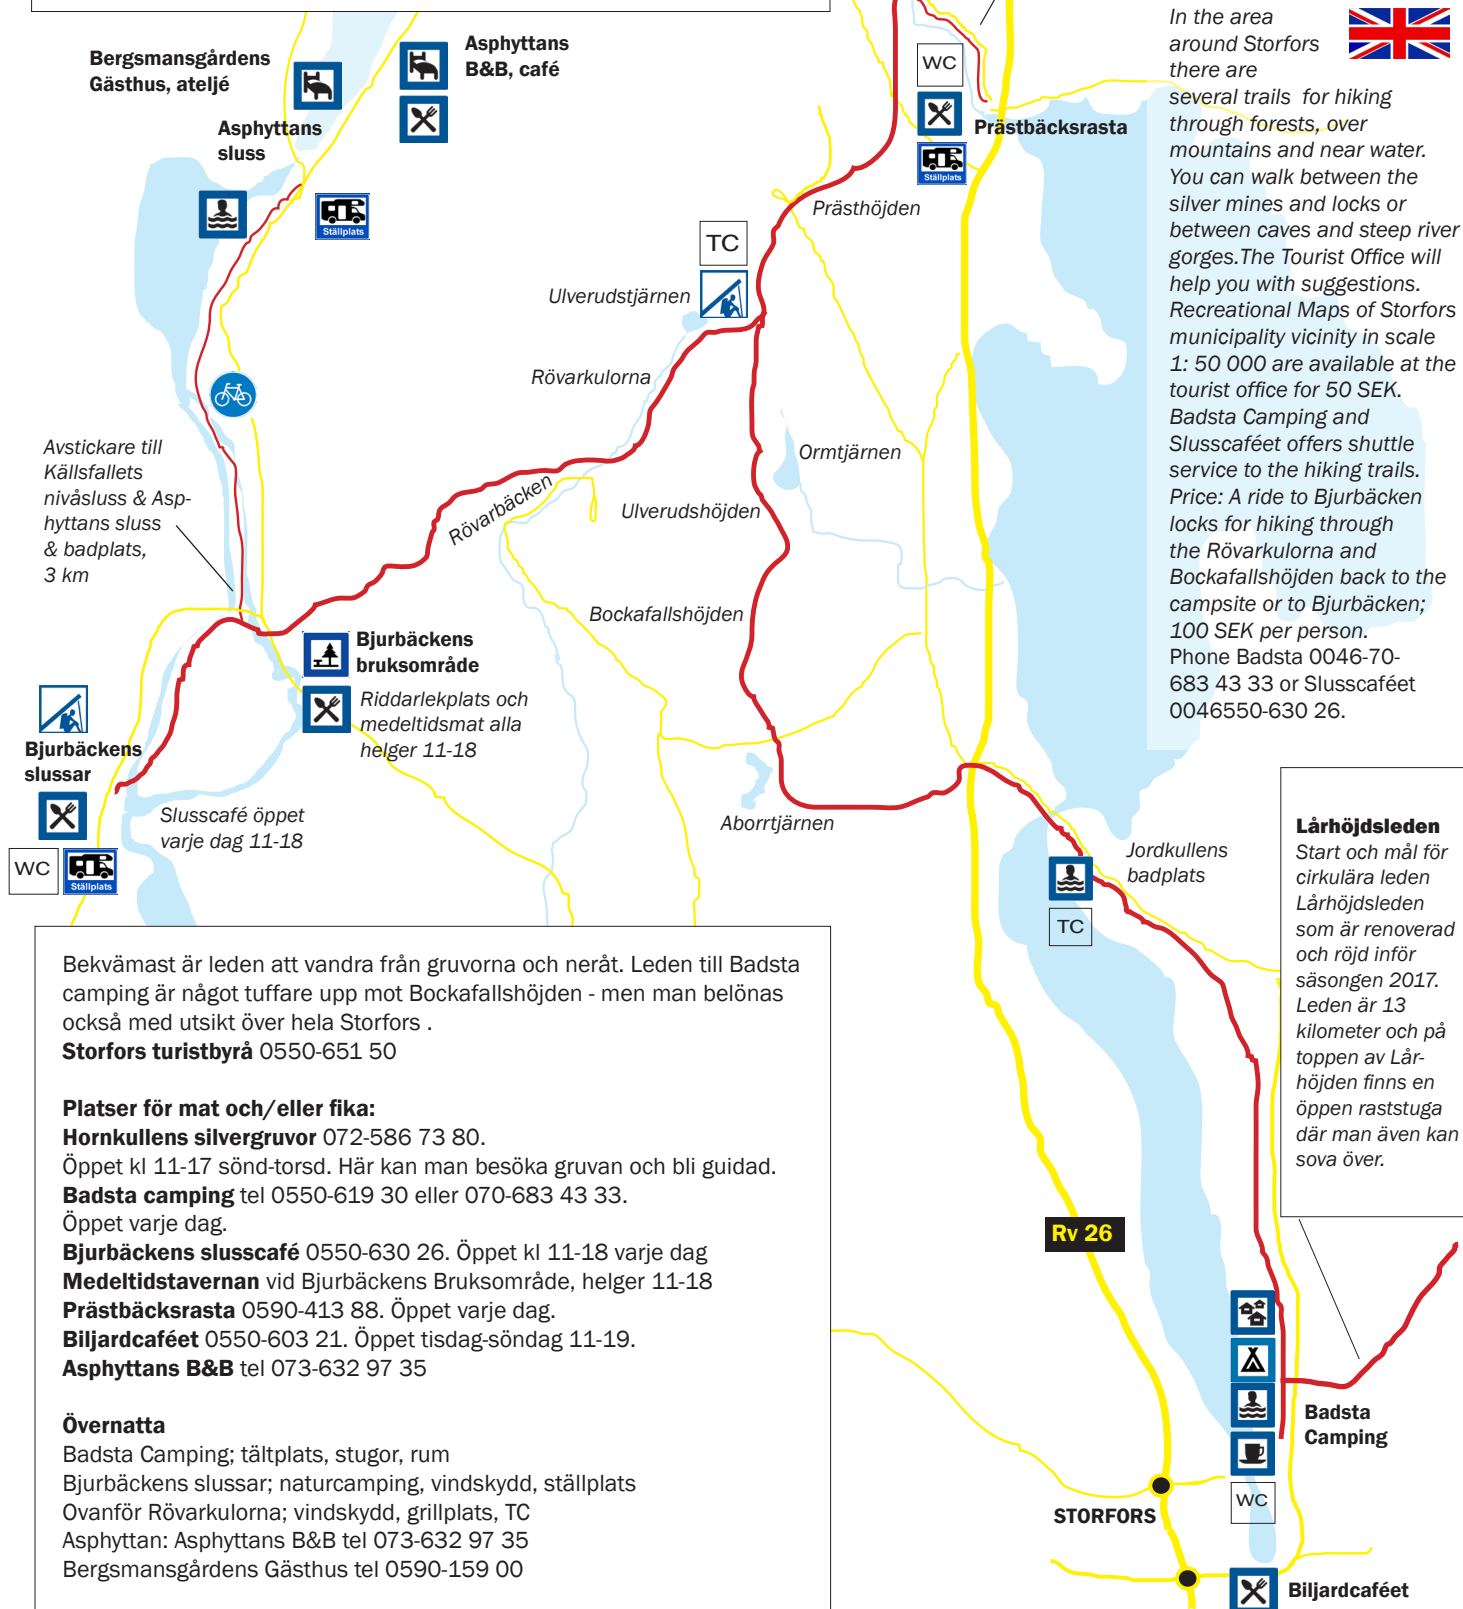 Bergsmansgårdens
Gästhus, ateljé
Asphyttans
B&B, café
Asphyttans
sluss
Ställplats
WC
Prästbäcksrasta
Ställplats
Prästhöjden
TC
Ulverudstjärnen
Rövarkulorna
Ormtjärnen
Rövarbäcken
Ulverudshöjden
Bockafallshöjden
Avstickare till
Källsfallets
nivåsluss & Asp-
hyttans sluss
& badplats,
3 km
Bjurbäckens
bruksområde
Riddarlekplats och
medeltidsmat alla
helger 11-18
Bjurbäckens
slussar
WC
Ställplats
Slusscafé öppet
varje dag 11-18
Aborrtjärnen
Jordkullens
badplats
TC
In the area
around Storfors
there are
several trails for hiking
through forests, over
mountains and near water.
You can walk between the
silver mines and locks or
between caves and steep river
gorges.The Tourist Office will
help you with suggestions.
Recreational Maps of Storfors
municipality vicinity in scale
1: 50 000 are available at the
tourist office for 50 SEK.
Badsta Camping and
Slusscaféet offers shuttle
service to the hiking trails.
Price: A ride to Bjurbäcken
locks for hiking through
the Rövarkulorna and
Bockafallshöjden back to the
campsite or to Bjurbäcken;
100 SEK per person.
Phone Badsta 0046-70-
683 43 33 or Slusscaféet
0046550-630 26.
Lårhöjdsleden
Start och mål för
cirkulära leden
Lårhöjdsleden
som är renoverad
och röjd inför
säsongen 2017.
Leden är 13
kilometer och på
toppen av Lår-
höjden finns en
öppen raststuga
där man även kan
sova över.
Bekvämast är leden att vandra från gruvorna och neråt. Leden till Badsta
camping är något tuffare upp mot Bockafallshöjden - men man belönas
också med utsikt över hela Storfors .
Storfors turistbyrå 0550-651 50
Platser för mat och/eller fika:
Hornkullens silvergruvor 072-586 73 80.
Öppet kl 11-17 sönd-torsd. Här kan man besöka gruvan och bli guidad.
Badsta camping tel 0550-619 30 eller 070-683 43 33.
Öppet varje dag.
Bjurbäckens slusscafé 0550-630 26. Öppet kl 11-18 varje dag
Medeltidstavernan vid Bjurbäckens Bruksområde, helger 11-18
Prästbäcksrasta 0590-413 88. Öppet varje dag.
Biljardcaféet 0550-603 21. Öppet tisdag-söndag 11-19.
Asphyttans B&B tel 073-632 97 35
Övernatta
Badsta Camping; tältplats, stugor, rum
Bjurbäckens slussar; naturcamping, vindskydd, ställplats
Ovanför Rövarkulorna; vindskydd, grillplats, TC
Asphyttan: Asphyttans B&B tel 073-632 97 35
Bergsmansgårdens Gästhus tel 0590-159 00
Rv 26
Badsta
Camping
WC
STORFORS
Biljardcaféet